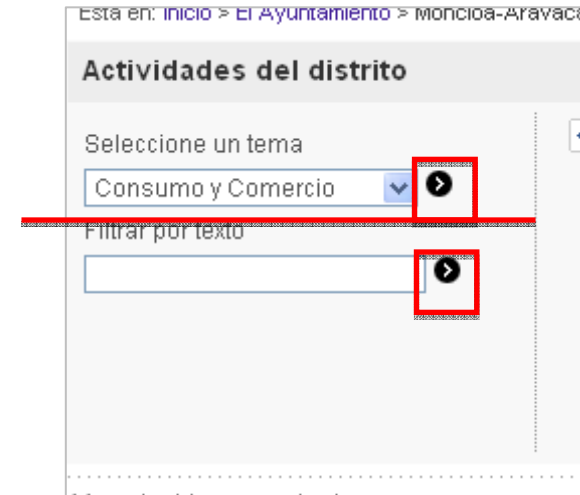 Está en: Inicio > El Ayuntamiento > Moncloa-Aravaca
Actividades del distrito
Seleccione un tema
Consumo y Comercio
Filtrar por texto